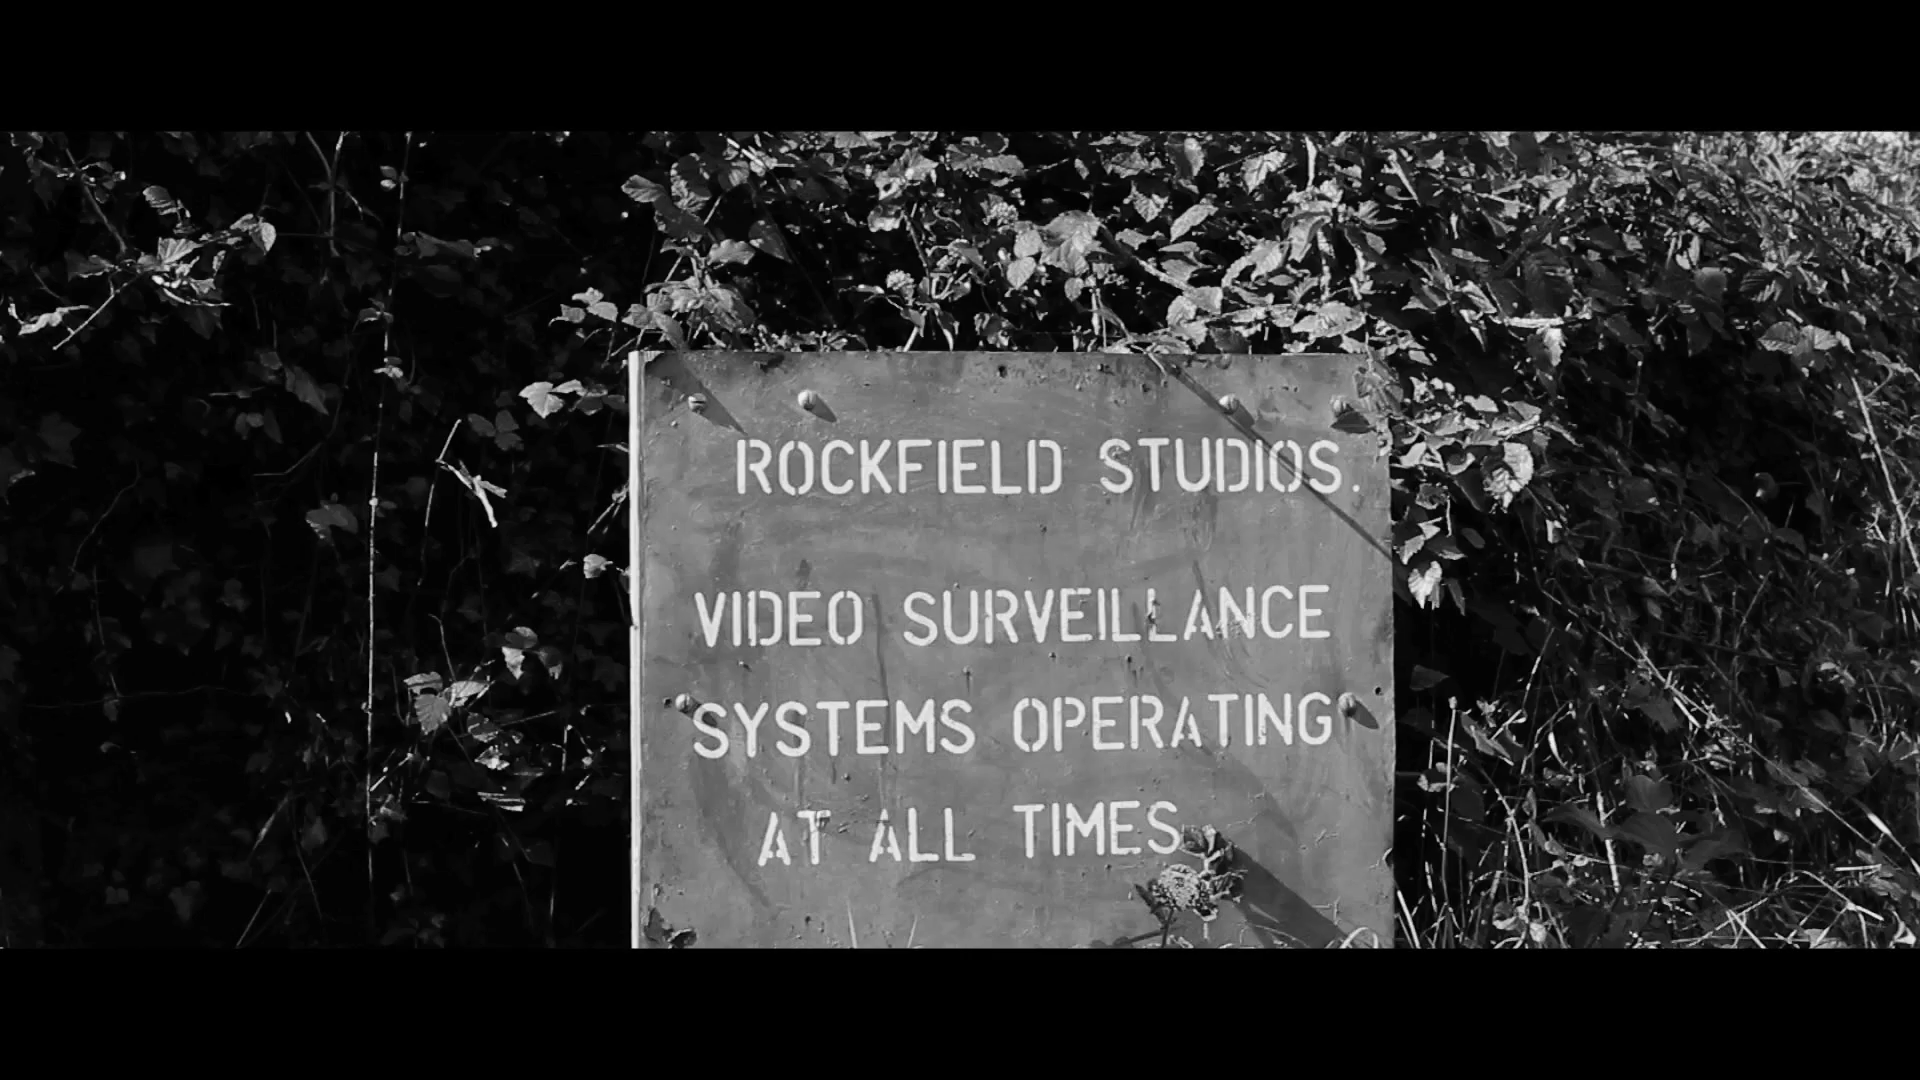 ROCKFIELD STUDIOS.
VIDEO SURVEILLANCE
SYSTEMS OPERATING
AT ALL TIMES